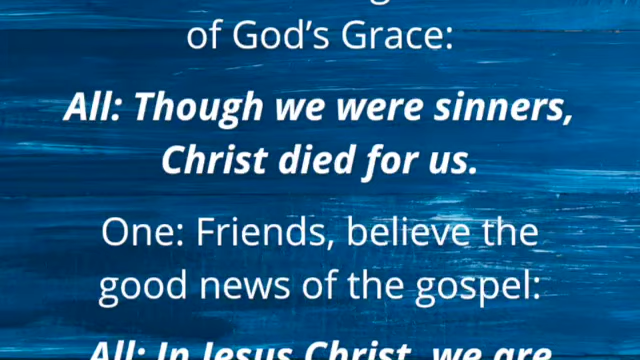 of God's Grace:
All: Though we were sinners,
Christ died for us.
One: Friends, believe the
good news of the gospel:
All: In Jesus Christ, we are